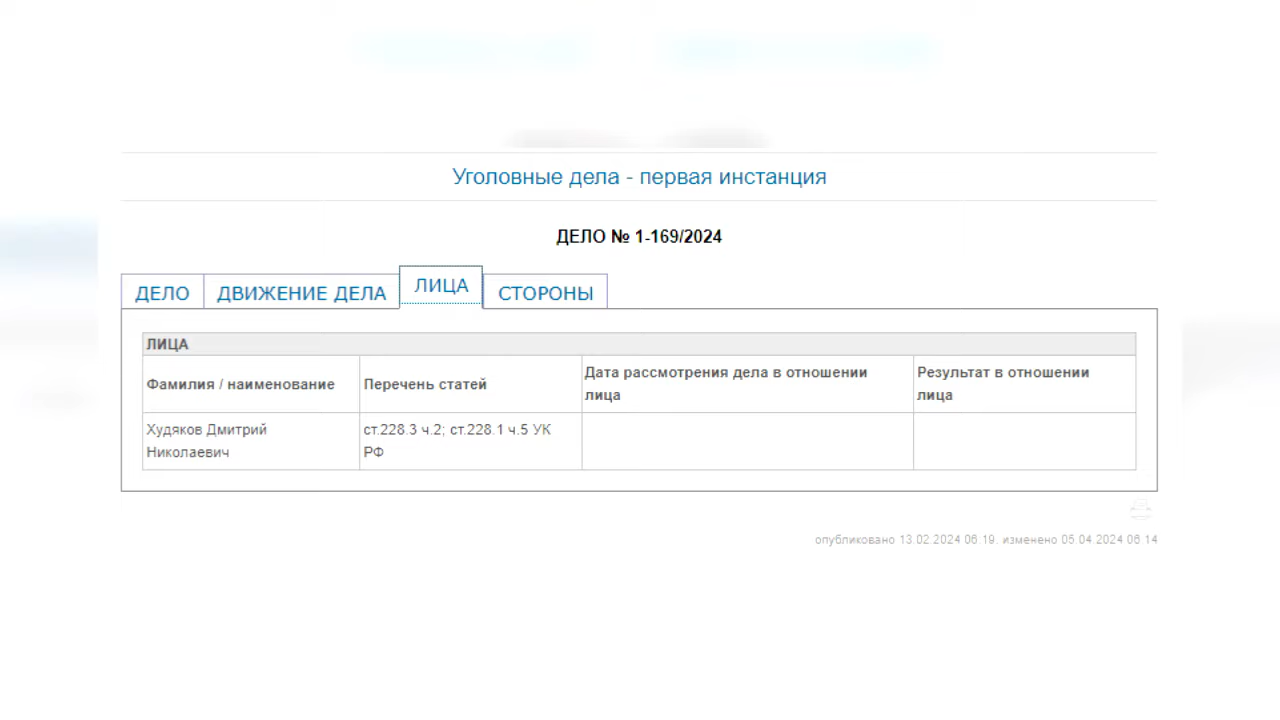 Уголовные дела - первая инстанция
ДЕЛО № 1-169/2024
ДЕЛО ДВИЖЕНИЕ ДЕЛА ЛИЦА СТОРОНЫ
ЛИЦА
Фамилия / наименование
Перечень статей
Дата рассмотрения дела в отношении
лица
Результат в отношении
лица
Худяков Дмитрий
Николаевич
ст.228.3 ч.2; ст.228.1 ч.5 УК
РФ
опубликовано 13.02.2024 06:19, изменено 05.04.2024 06:14